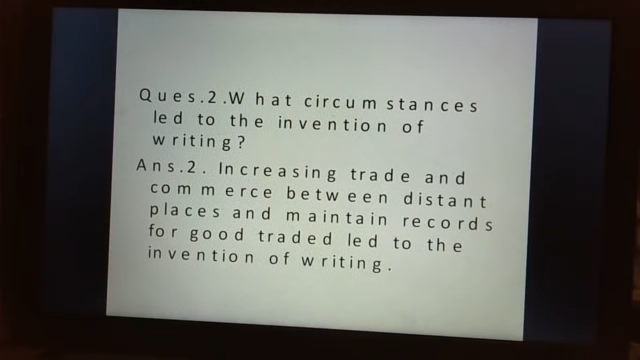 Ques.2.What circumstances
led to the invention of
writing?
Ans.2. Increasing trade and
commerce between distant
places and maintain records
for good traded led to the
invention of writing.